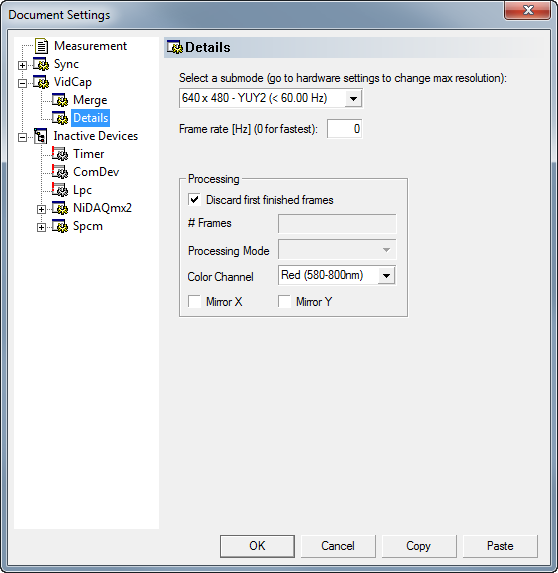 Document Settings
Measurement
Sync
VidCap
Merge
Details
Inactive Devices
Timer
ComDev
Lpc
NiDAQmx2
Spcm
Details
Select a submode (go to hardware settings to change max resolution):
640 x 480 - YUY2 (< 60.00 Hz)
Frame rate [Hz] (0 for fastest): 0
Processing
Discard first finished frames
# Frames
Processing Mode
Color Channel Red (580-800nm)
Mirror X Mirror Y
OK Cancel Copy Paste